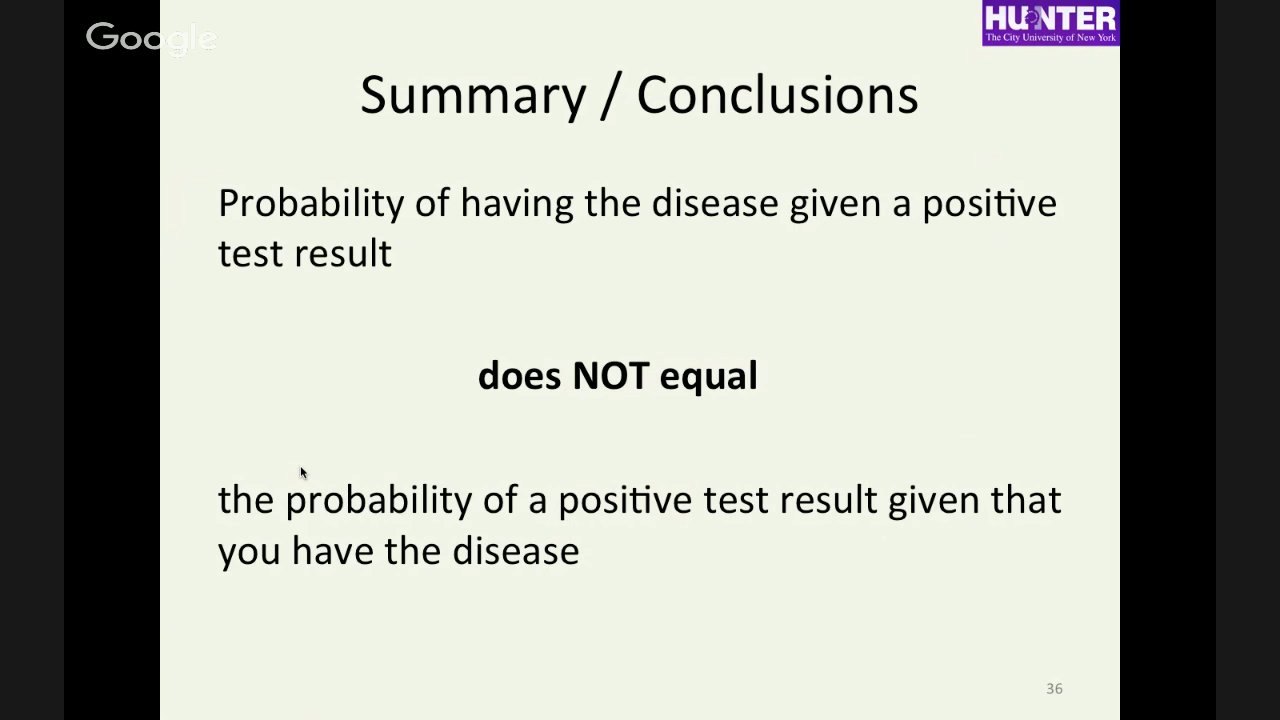 Google
HUNTER
The City University of New York
Summary / Conclusions
Probability of having the disease given a positive
test result
does NOT equal
the probability of a positive test result given that
you have the disease
36